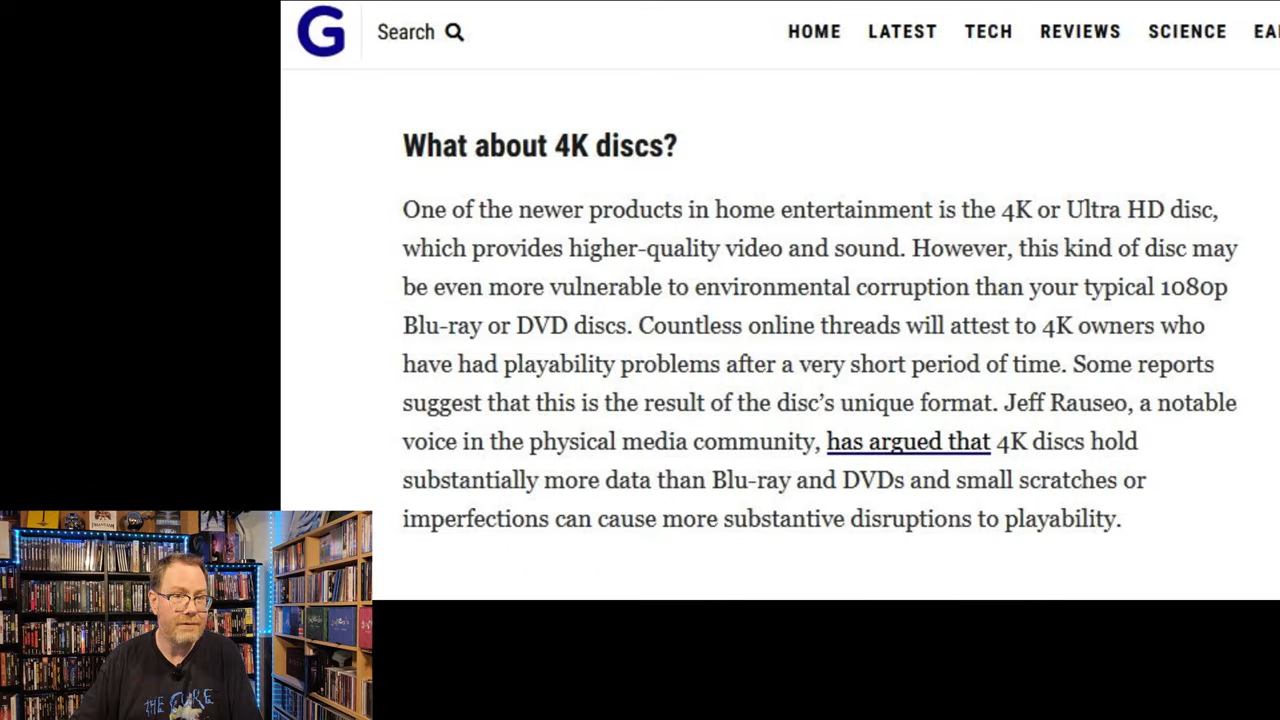 G
Search
HOME LATEST TECH REVIEWS SCIENCE EA
What about 4K discs?
One of the newer products in home entertainment is the 4K or Ultra HD disc,
which provides higher-quality video and sound. However, this kind of disc may
be even more vulnerable to environmental corruption than your typical 1080p
Blu-ray or DVD discs. Countless online threads will attest to 4K owners who
have had playability problems after a very short period of time. Some reports
suggest that this is the result of the disc’s unique format. Jeff Rauseo, a notable
voice in the physical media community, has argued that 4K discs hold
substantially more data than Blu-ray and DVDs and small scratches or
imperfections can cause more substantive disruptions to playability.
THE CURE